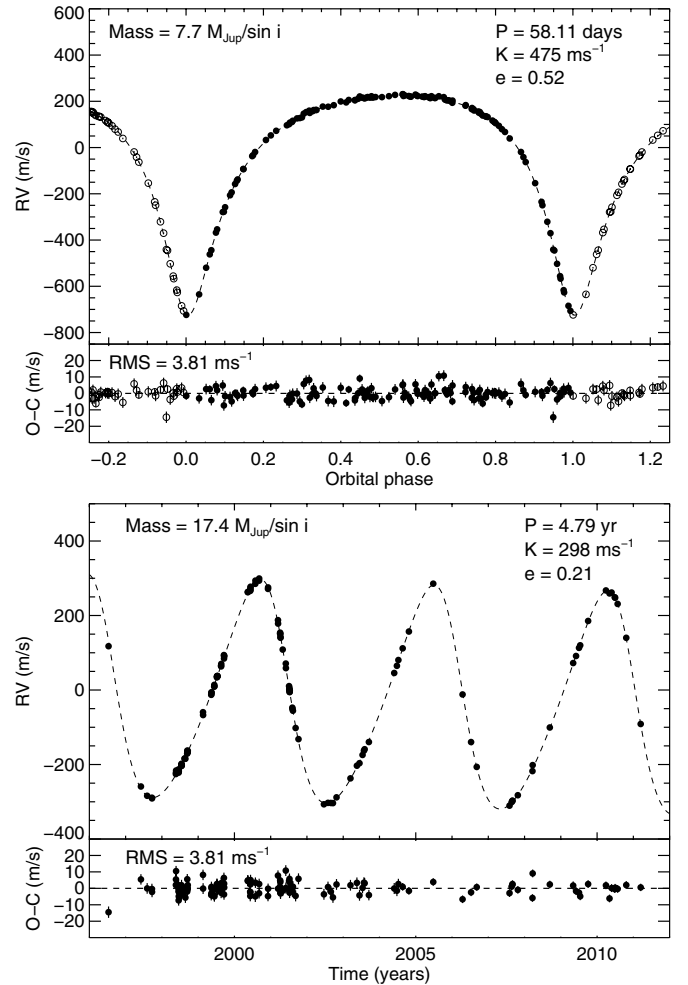 Mass = 7.7 M_Jup/sin i
P = 58.11 days
K = 475 ms⁻¹
e = 0.52
600
400
200
0
−200
−400
−600
−800
RV (m/s)
RMS = 3.81 ms⁻¹
20
10
0
−10
−20
O−C (m/s)
−0.2 0.0 0.2 0.4 0.6 0.8 1.0 1.2
Orbital phase
Mass = 17.4 M_Jup/sin i
P = 4.79 yr
K = 298 ms⁻¹
e = 0.21
400
200
0
−200
−400
RV (m/s)
RMS = 3.81 ms⁻¹
20
10
0
−10
−20
O−C (m/s)
2000 2005 2010
Time (years)